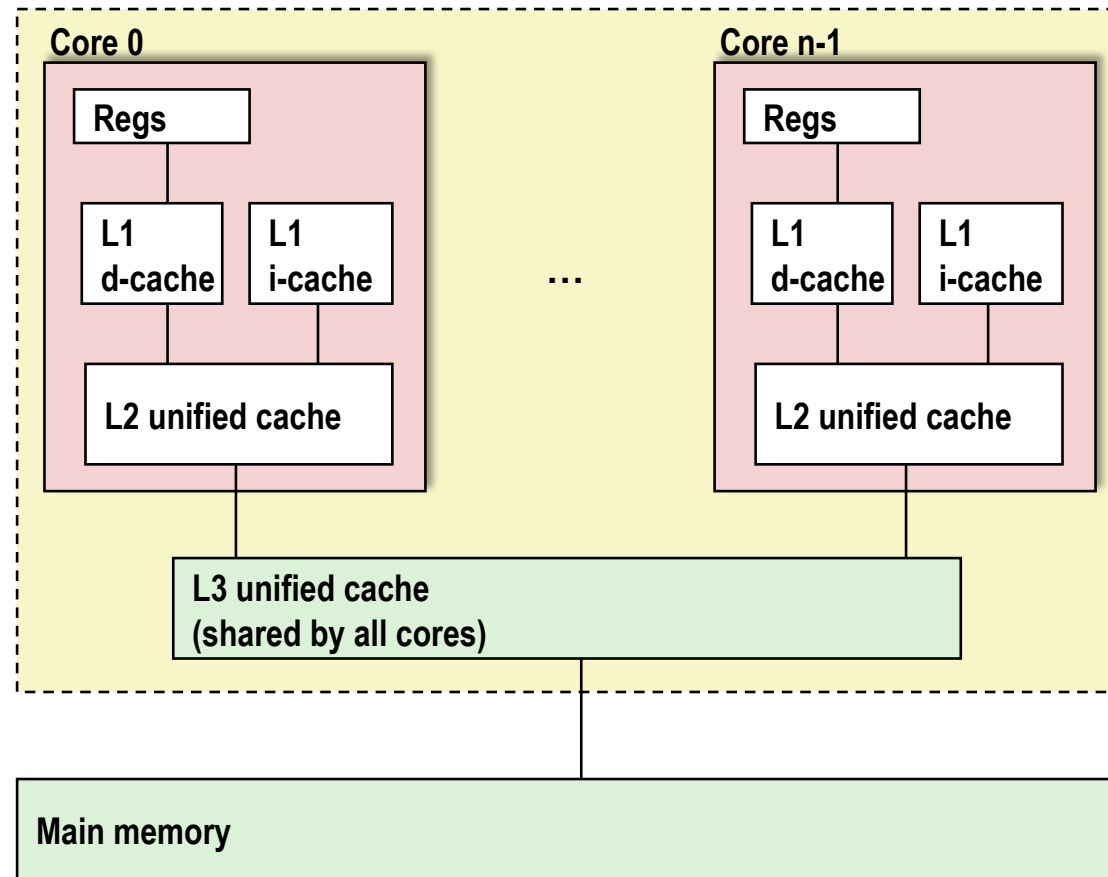 Core 0
Core n-1
Regs
Regs
L1
d-cache
L1
i-cache
…
L1
d-cache
L1
i-cache
L2 unified cache
L2 unified cache
L3 unified cache
(shared by all cores)
Main memory